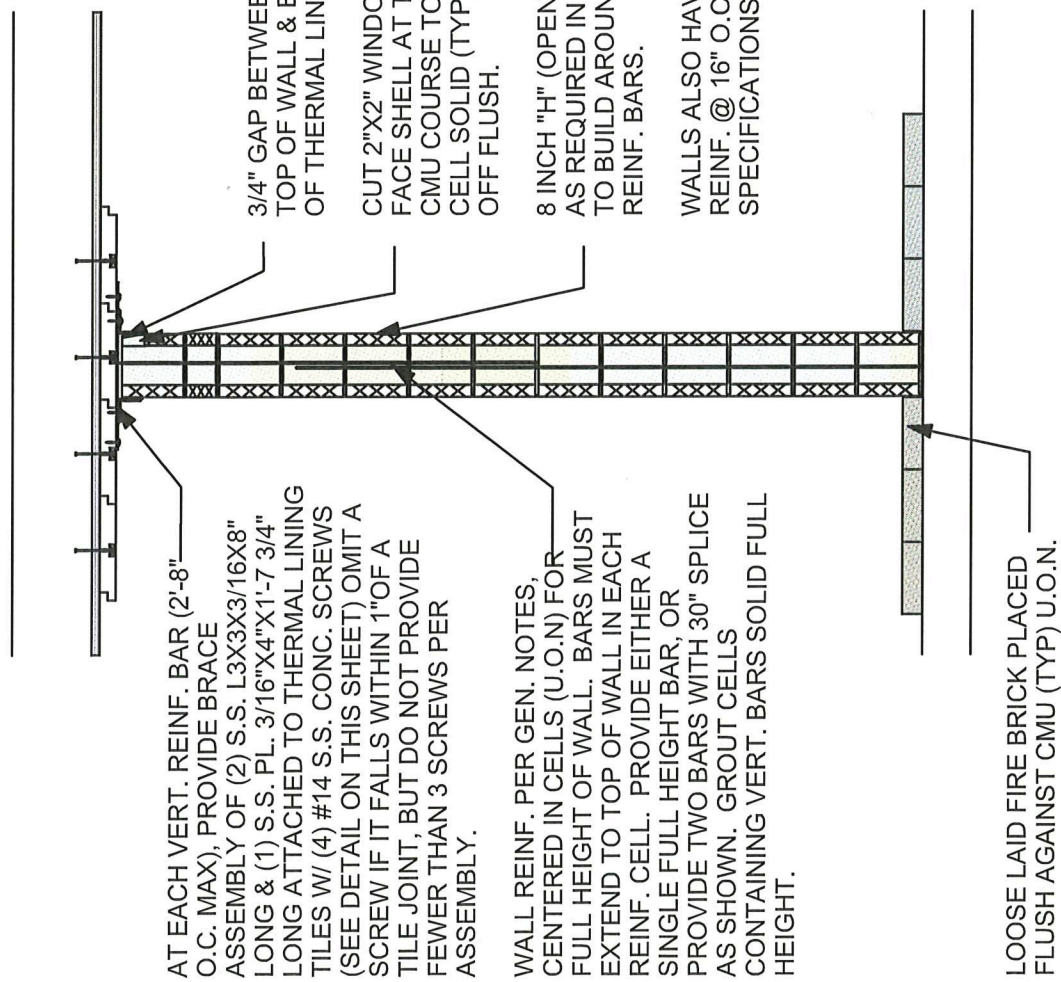 AT EACH VERT. REINF. BAR (2'-8"
O.C. MAX), PROVIDE BRACE
ASSEMBLY OF (2) S.S. L3X3X3/16X8"
LONG & (1) S.S. PL. 3/16"X4"X1'-7 3/4"
LONG ATTACHED TO THERMAL LINING
TILES W/ (4) #14 S.S. CONC. SCREWS
(SEE DETAIL ON THIS SHEET) OMIT A
SCREW IF IT FALLS WITHIN 1"OF A
TILE JOINT, BUT DO NOT PROVIDE
FEWER THAN 3 SCREWS PER
ASSEMBLY.
WALL REINF. PER GEN. NOTES,
CENTERED IN CELLS (U.O.N) FOR
FULL HEIGHT OF WALL. BARS MUST
EXTEND TO TOP OF WALL IN EACH
REINF. CELL. PROVIDE EITHER A
SINGLE FULL HEIGHT BAR, OR
PROVIDE TWO BARS WITH 30" SPLICE
AS SHOWN. GROUT CELLS
CONTAINING VERT. BARS SOLID FULL
HEIGHT.
LOOSE LAID FIRE BRICK PLACED
FLUSH AGAINST CMU (TYP) U.O.N.
3/4" GAP BETWEE
TOP OF WALL &
OF THERMAL LIN
CUT 2"X2" WINDO
FACE SHELL AT
CMU COURSE TO
CELL SOLID (TYP
OFF FLUSH.
8 INCH "H" (OPEN
AS REQUIRED IN
TO BUILD AROUN
REINF. BARS.
WALLS ALSO HAV
REINF. @ 16" O.C
SPECIFICATIONS